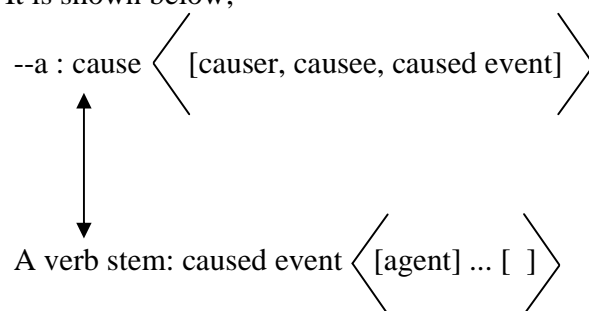 It is shown below;
--a : cause [causer, causee, caused event]
A verb stem: caused event [agent] ... [ ]